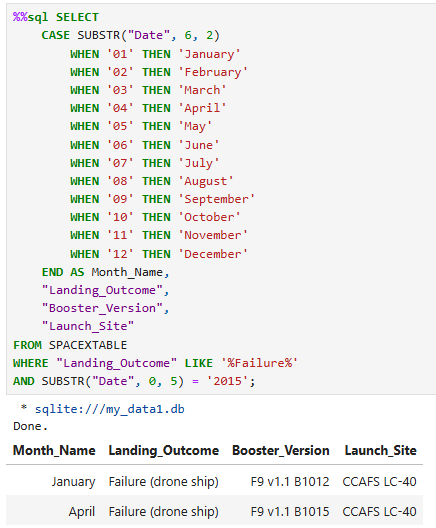 %%sql SELECT
CASE SUBSTR("Date", 6, 2)
WHEN '01' THEN 'January'
WHEN '02' THEN 'February'
WHEN '03' THEN 'March'
WHEN '04' THEN 'April'
WHEN '05' THEN 'May'
WHEN '06' THEN 'June'
WHEN '07' THEN 'July'
WHEN '08' THEN 'August'
WHEN '09' THEN 'September'
WHEN '10' THEN 'October'
WHEN '11' THEN 'November'
WHEN '12' THEN 'December'
END AS Month_Name,
"Landing_Outcome",
"Booster_Version",
"Launch_Site"
FROM SPACEXTABLE
WHERE "Landing_Outcome" LIKE '%Failure%'
AND SUBSTR("Date", 0, 5) = '2015';
* sqlite:///my_data1.db
Done.
Month_Name Landing_Outcome Booster_Version Launch_Site
January Failure (drone ship) F9 v1.1 B1012 CCAFS LC-40
April Failure (drone ship) F9 v1.1 B1015 CCAFS LC-40